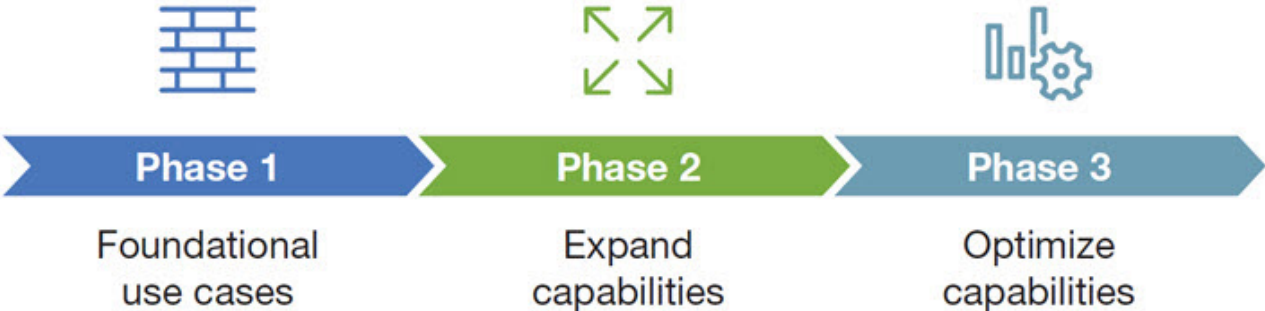 Phase 1
Phase 2
Phase 3
Foundational
use cases
Expand
capabilities
Optimize
capabilities